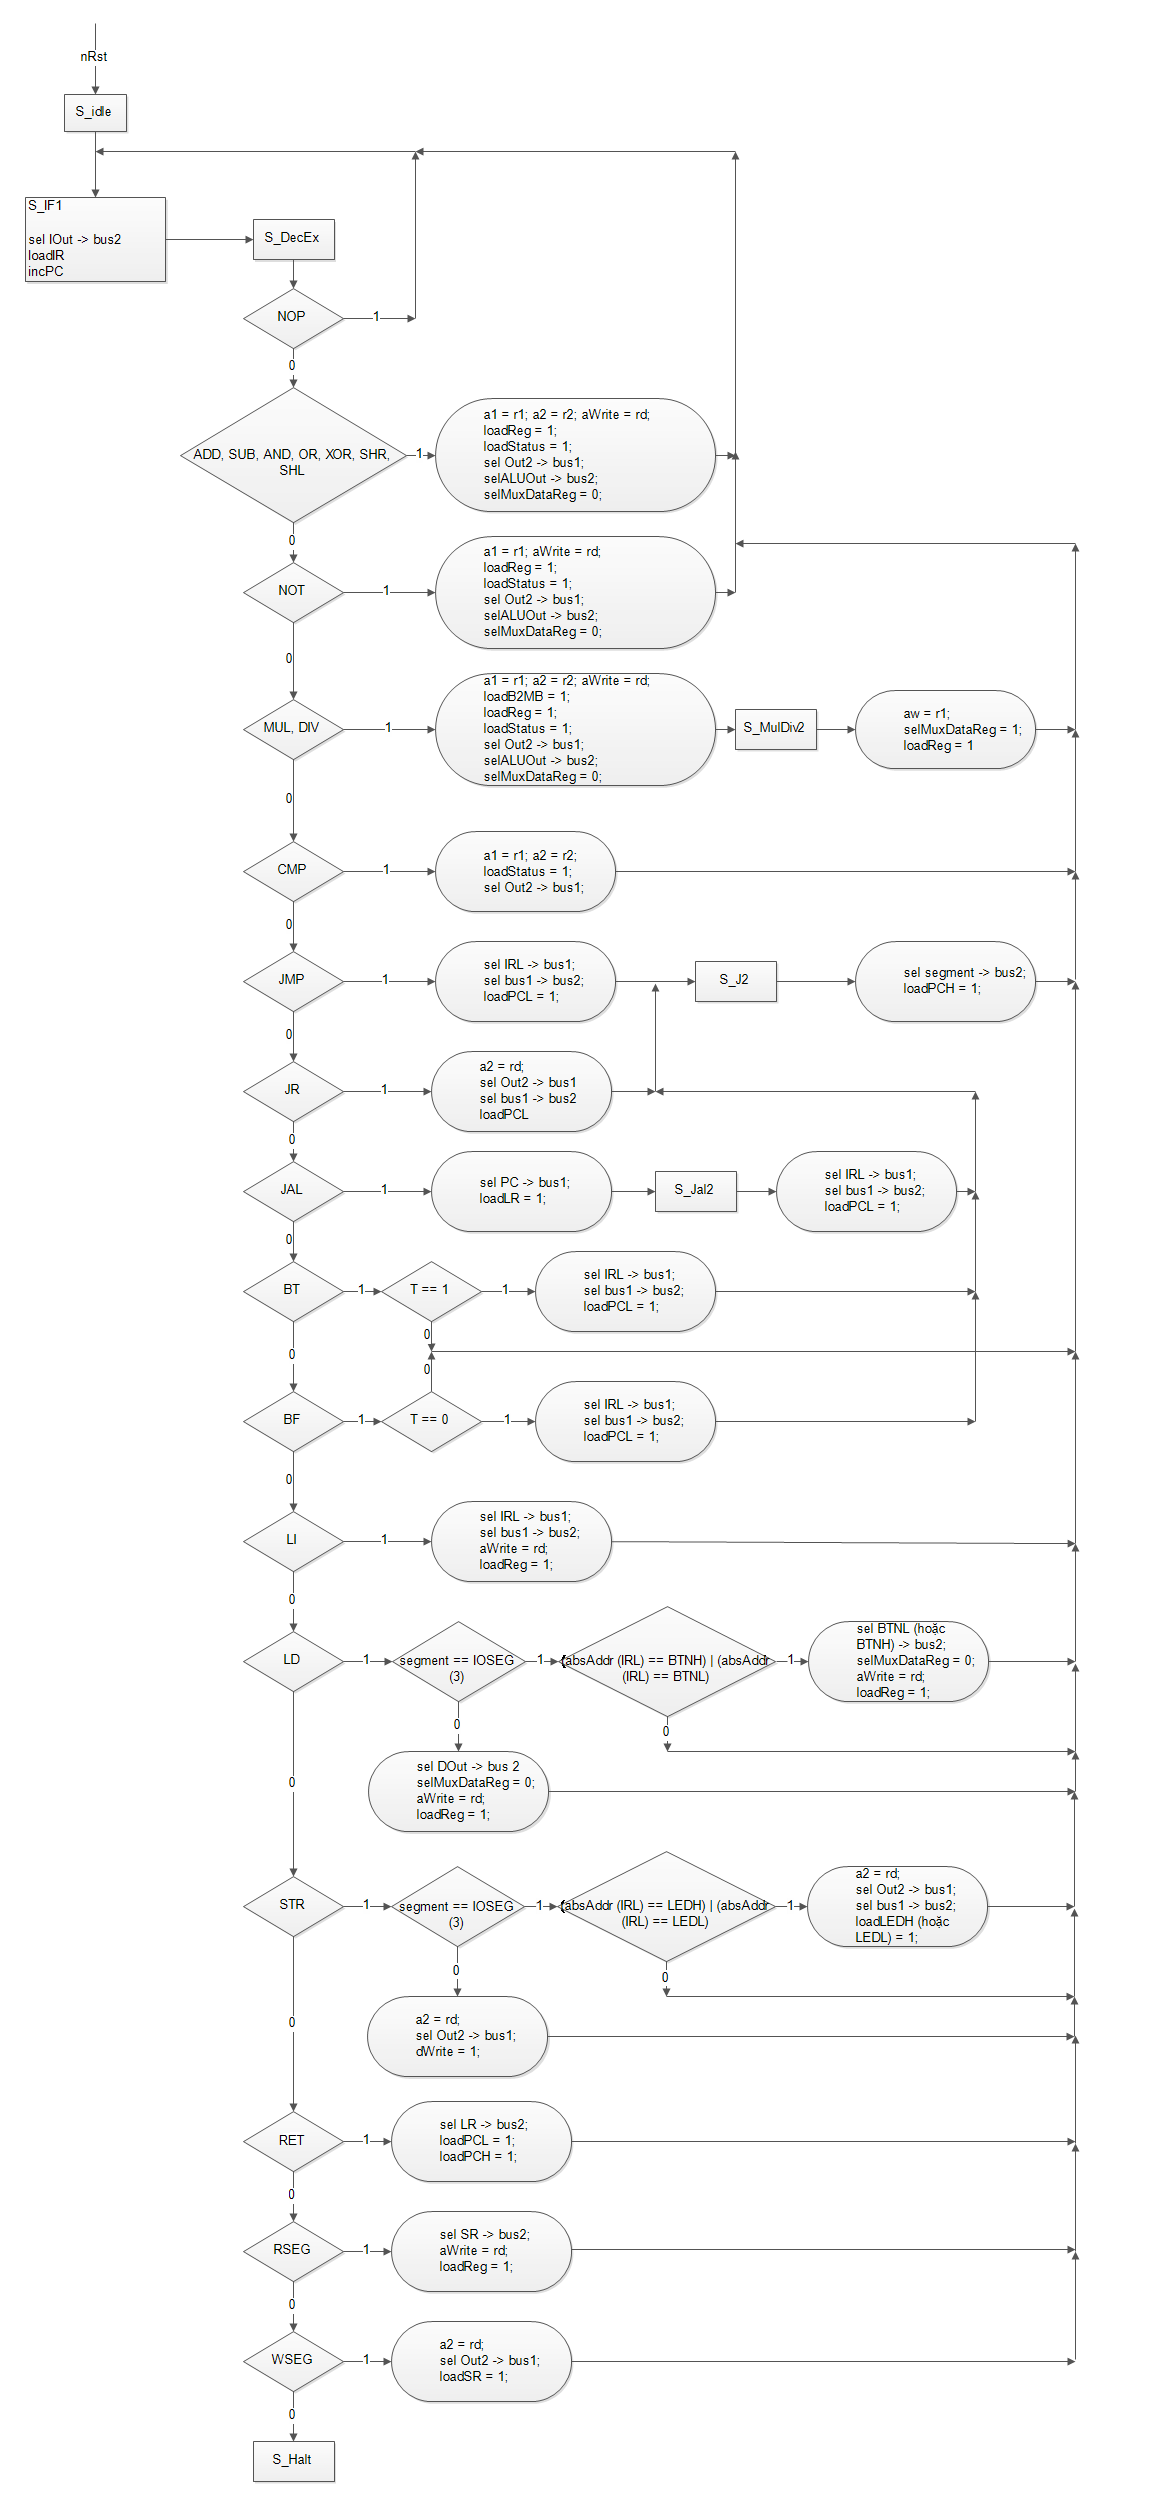 nRst
S_idle
S_IF1
sel IOut -> bus2
loadIR
incPC
S_DecEx
NOP
1
0
ADD, SUB, AND, OR, XOR, SHR,
SHL
1
a1 = r1; a2 = r2; aWrite = rd;
loadReg = 1;
loadStatus = 1;
sel Out2 -> bus1;
selALUOut -> bus2;
selMuxDataReg = 0;
0
NOT
1
a1 = r1; aWrite = rd;
loadReg = 1;
loadStatus = 1;
sel Out2 -> bus1;
selALUOut -> bus2;
selMuxDataReg = 0;
0
MUL, DIV
1
a1 = r1; a2 = r2; aWrite = rd;
loadB2MB = 1;
loadReg = 1;
loadStatus = 1;
sel Out2 -> bus1;
selALUOut -> bus2;
selMuxDataReg = 0;
S_MulDiv2
aw = r1;
selMuxDataReg = 1;
loadReg = 1
0
CMP
1
a1 = r1; a2 = r2;
loadStatus = 1;
sel Out2 -> bus1;
0
JMP
1
sel IRL -> bus1;
sel bus1 -> bus2;
loadPCL = 1;
S_J2
sel segment -> bus2;
loadPCH = 1;
0
JR
1
a2 = rd;
sel Out2 -> bus1
sel bus1 -> bus2
loadPCL
0
JAL
1
sel PC -> bus1;
loadLR = 1;
S_Jal2
sel IRL -> bus1;
sel bus1 -> bus2;
loadPCL = 1;
0
BT
1
T == 1
1
sel IRL -> bus1;
sel bus1 -> bus2;
loadPCL = 1;
0
0
0
BF
1
T == 0
1
sel IRL -> bus1;
sel bus1 -> bus2;
loadPCL = 1;
0
LI
1
sel IRL -> bus1;
sel bus1 -> bus2;
aWrite = rd;
loadReg = 1;
0
LD
1
segment == IOSEG
(3)
1
(absAddr (IRL) == BTNH) | (absAddr
(IRL) == BTNL)
1
sel BTNL (hoặc
BTNH) -> bus2;
selMuxDataReg = 0;
aWrite = rd;
loadReg = 1;
0
0
sel DOut -> bus 2
selMuxDataReg = 0;
aWrite = rd;
loadReg = 1;
0
STR
1
segment == IOSEG
(3)
1
(absAddr (IRL) == LEDH) | (absAddr
(IRL) == LEDL)
1
a2 = rd;
sel Out2 -> bus1;
sel bus1 -> bus2;
loadLEDH (hoặc
LEDL) = 1;
0
0
a2 = rd;
sel Out2 -> bus1;
dWrite = 1;
0
RET
1
sel LR -> bus2;
loadPCL = 1;
loadPCH = 1;
0
RSEG
1
sel SR -> bus2;
aWrite = rd;
loadReg = 1;
0
WSEG
1
a2 = rd;
sel Out2 -> bus1;
loadSR = 1;
0
S_Halt